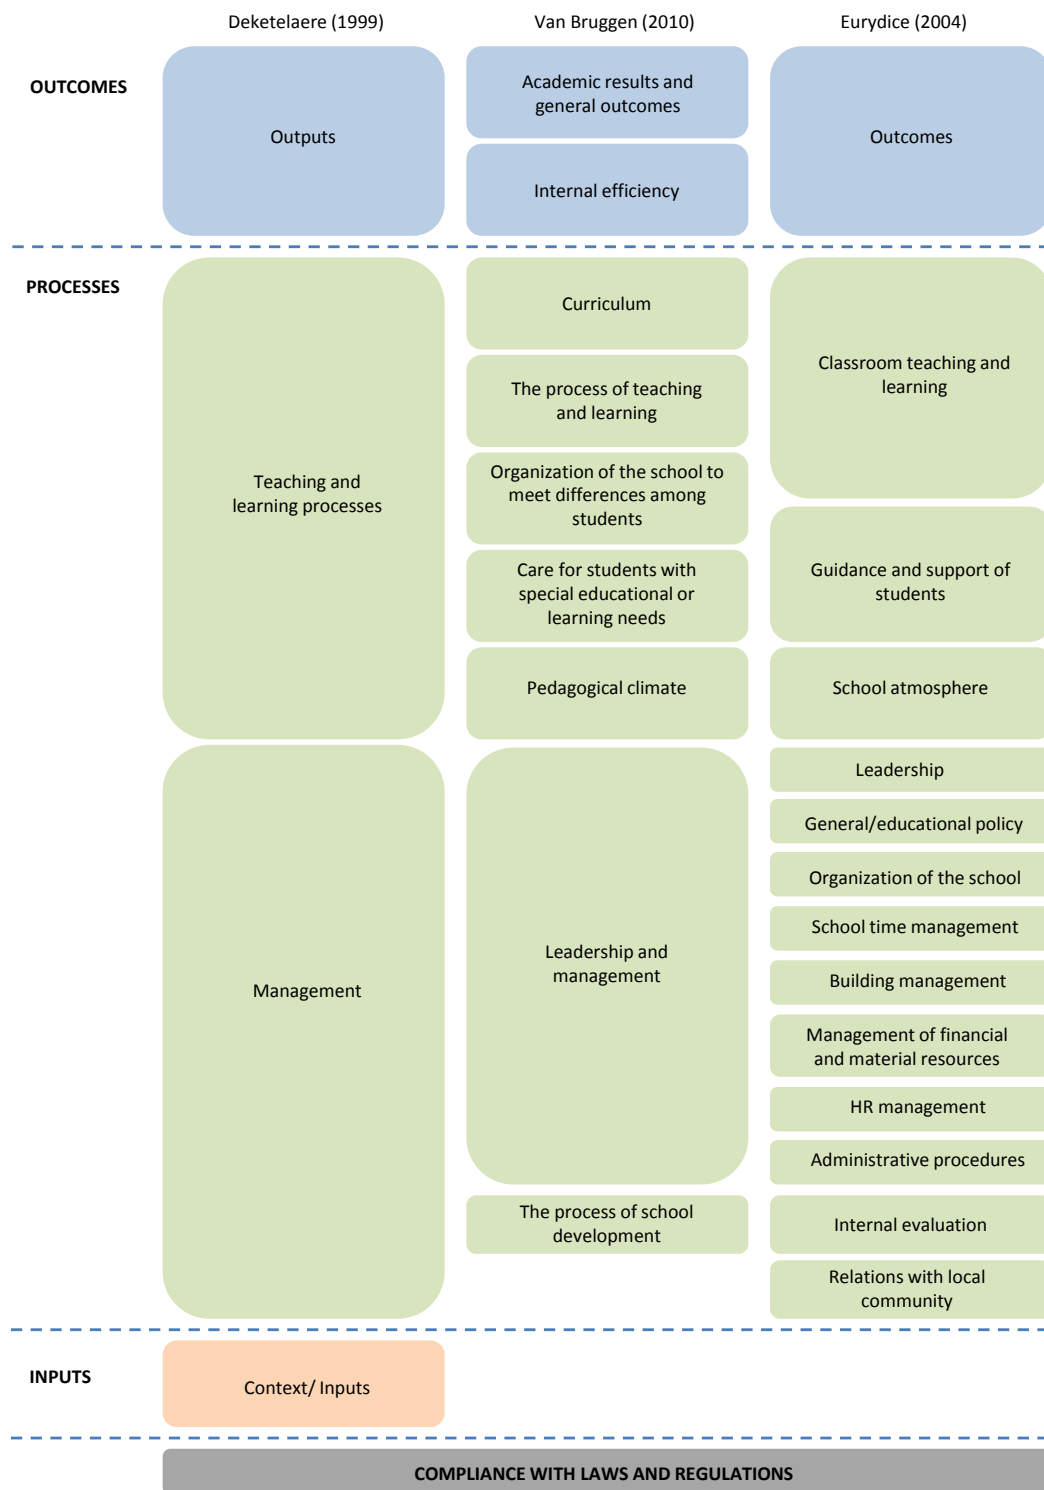 Deketelaere (1999)
Van Bruggen (2010)
Eurydice (2004)
OUTCOMES
Outputs
Academic results and
general outcomes
Internal efficiency
Outcomes
PROCESSES
Teaching and
learning processes
Curriculum
The process of teaching
and learning
Organization of the school to
meet differences among
students
Care for students with
special educational or
learning needs
Pedagogical climate
Classroom teaching and
learning
Guidance and support of
students
School atmosphere
Management
Leadership and
management
The process of school
development
Leadership
General/educational policy
Organization of the school
School time management
Building management
Management of financial
and material resources
HR management
Administrative procedures
Internal evaluation
Relations with local
community
INPUTS
Context/ Inputs
COMPLIANCE WITH LAWS AND REGULATIONS